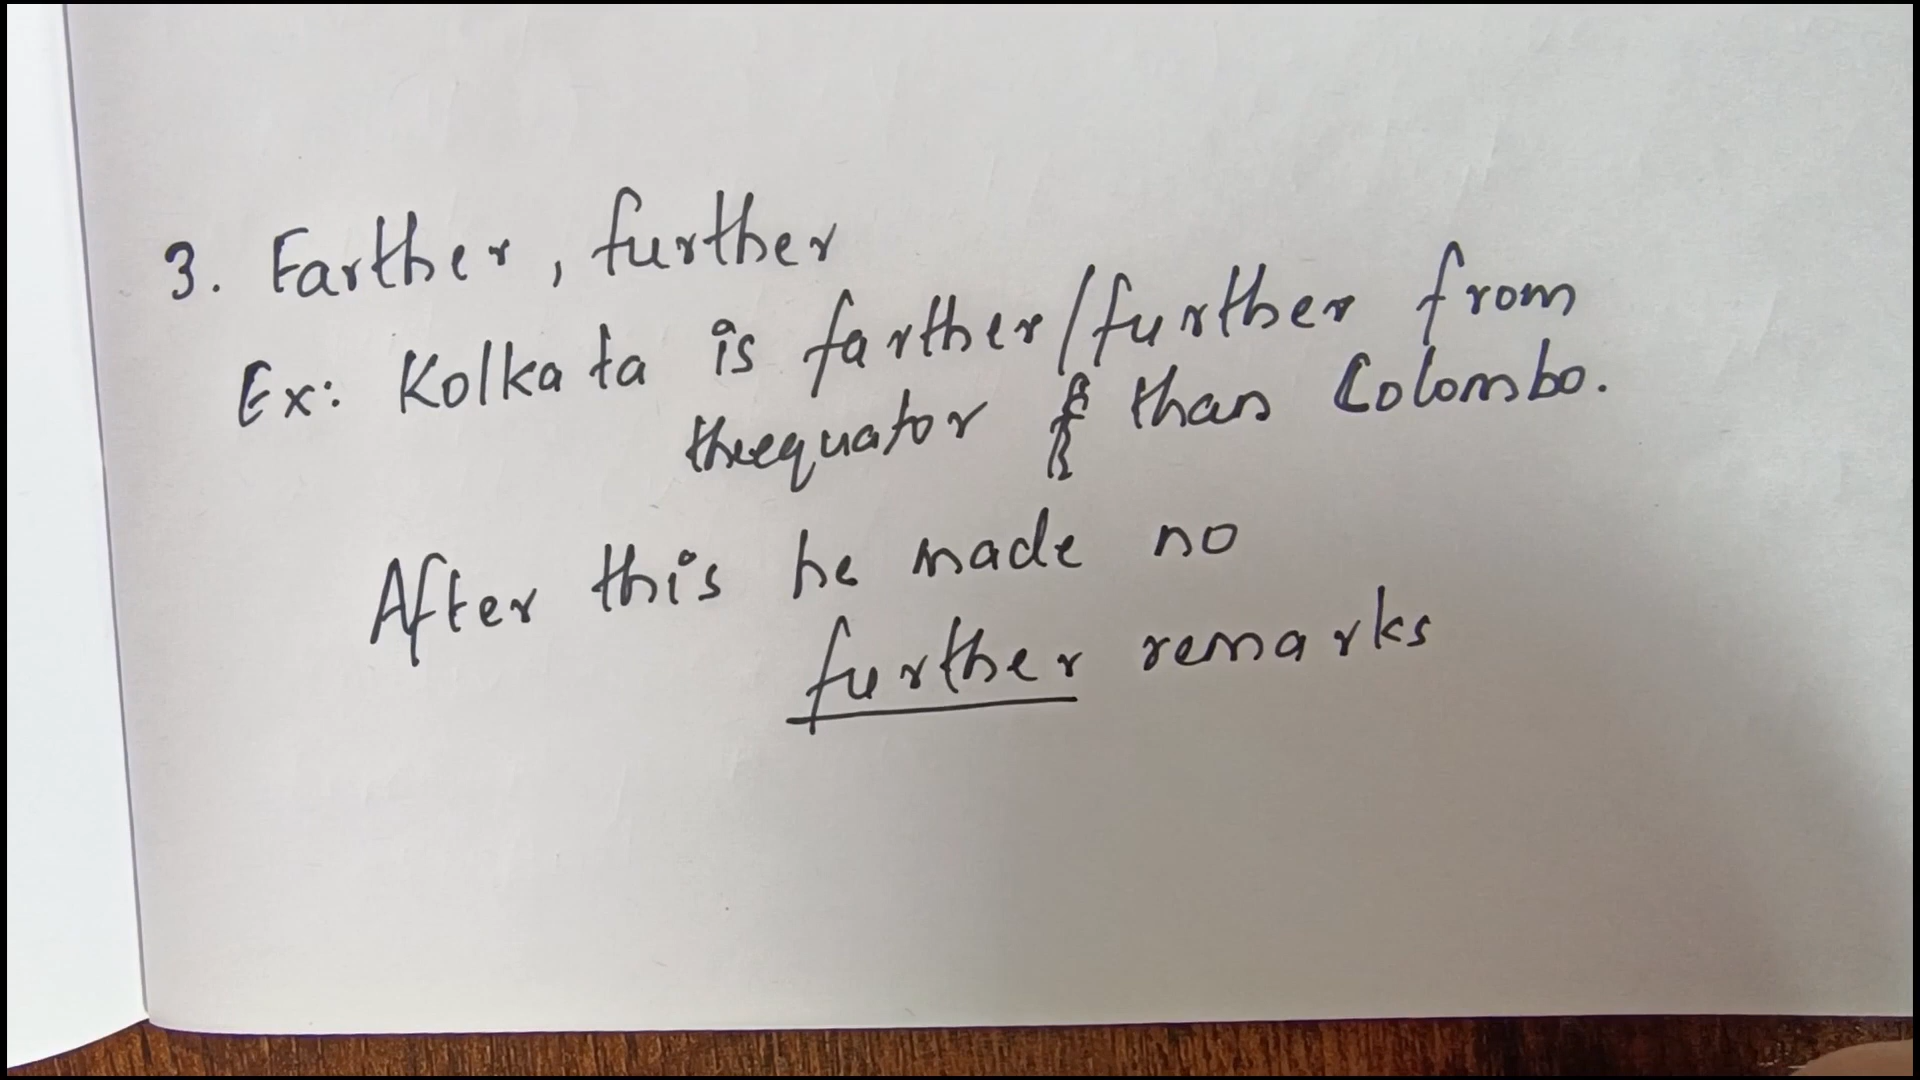 3. Farther, further
Ex: Kolkata is farther/further from
theequator than Colombo.
After this he made no
further remarks